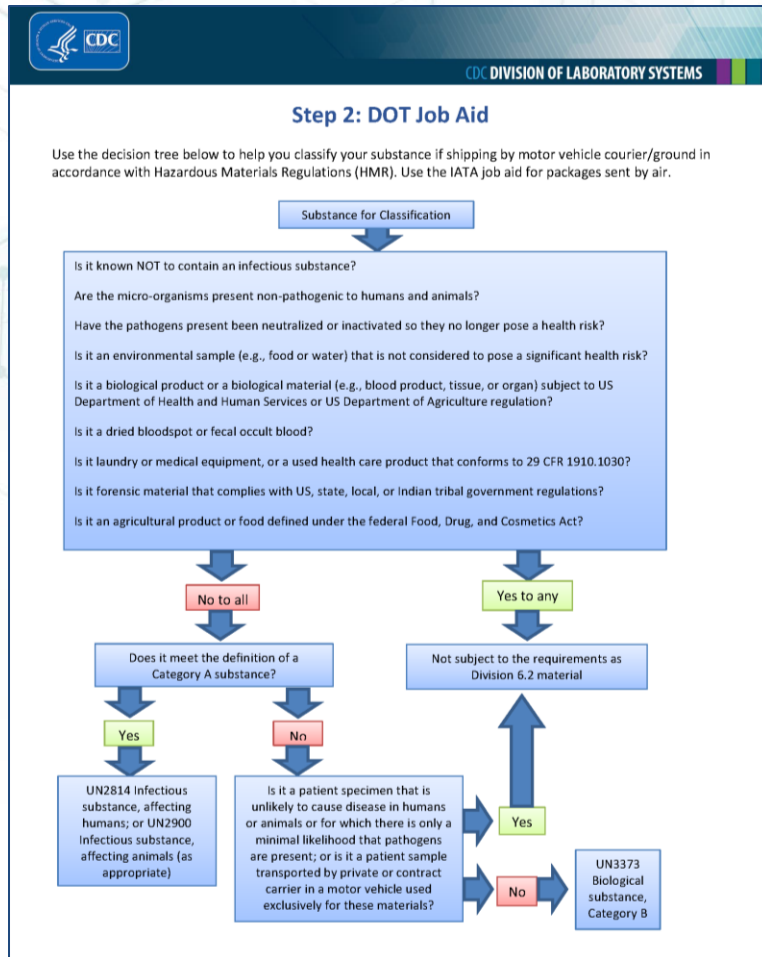 CDC
CDC DIVISION OF LABORATORY SYSTEMS
Step 2: DOT Job Aid
Use the decision tree below to help you classify your substance if shipping by motor vehicle courier/ground in
accordance with Hazardous Materials Regulations (HMR). Use the IATA job aid for packages sent by air.
Substance for Classification
Is it known NOT to contain an infectious substance?
Are the micro-organisms present non-pathogenic to humans and animals?
Have the pathogens present been neutralized or inactivated so they no longer pose a health risk?
Is it an environmental sample (e.g., food or water) that is not considered to pose a significant health risk?
Is it a biological product or a biological material (e.g., blood product, tissue, or organ) subject to US
Department of Health and Human Services or US Department of Agriculture regulation?
Is it a dried bloodspot or fecal occult blood?
Is it laundry or medical equipment, or a used health care product that conforms to 29 CFR 1910.1030?
Is it forensic material that complies with US, state, local, or Indian tribal government regulations?
Is it an agricultural product or food defined under the federal Food, Drug, and Cosmetics Act?
No to all
Yes to any
Does it meet the definition of a
Category A substance?
Not subject to the requirements as
Division 6.2 material
Yes
No
UN2814 Infectious
substance, affecting
humans; or UN2900
Infectious substance,
affecting animals (as
appropriate)
Is it a patient specimen that is
unlikely to cause disease in humans
or animals or for which there is only a
minimal likelihood that pathogens
are present; or is it a patient sample
transported by private or contract
carrier in a motor vehicle used
exclusively for these materials?
Yes
No
UN3373
Biological
substance,
Category B